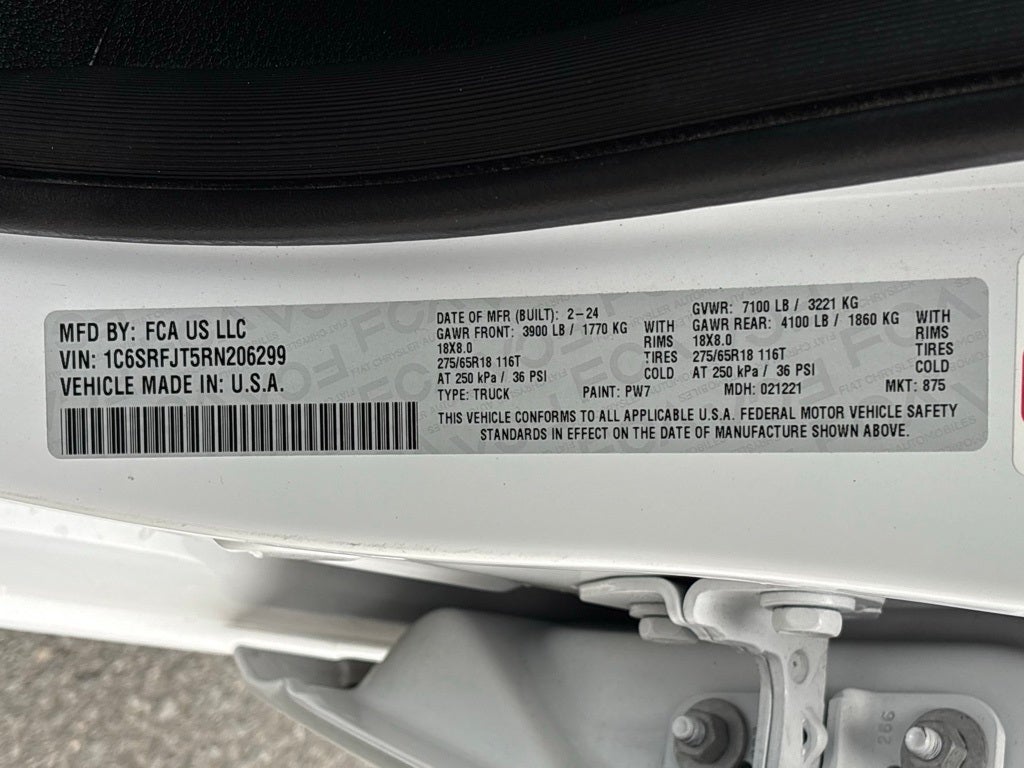 MFD BY: FCA US LLC
VIN: 1C6SRFJT5RN206299
VEHICLE MADE IN: U.S.A.
DATE OF MFR (BUILT): 2-24
GAWR FRONT: 3900 LB / 1770 KG WITH
18X8.0 RIMS
275/65R18 116T TIRES
AT 250 kPa / 36 PSI COLD
GVWR: 7100 LB / 3221 KG
GAWR REAR: 4100 LB / 1860 KG WITH
18X8.0 RIMS
275/65R18 116T TIRES
AT 250 kPa / 36 PSI COLD
TYPE: TRUCK PAINT: PW7 MDH: 021221 MKT: 875
THIS VEHICLE CONFORMS TO ALL APPLICABLE U.S.A. FEDERAL MOTOR VEHICLE SAFETY
STANDARDS IN EFFECT ON THE DATE OF MANUFACTURE SHOWN ABOVE.
266